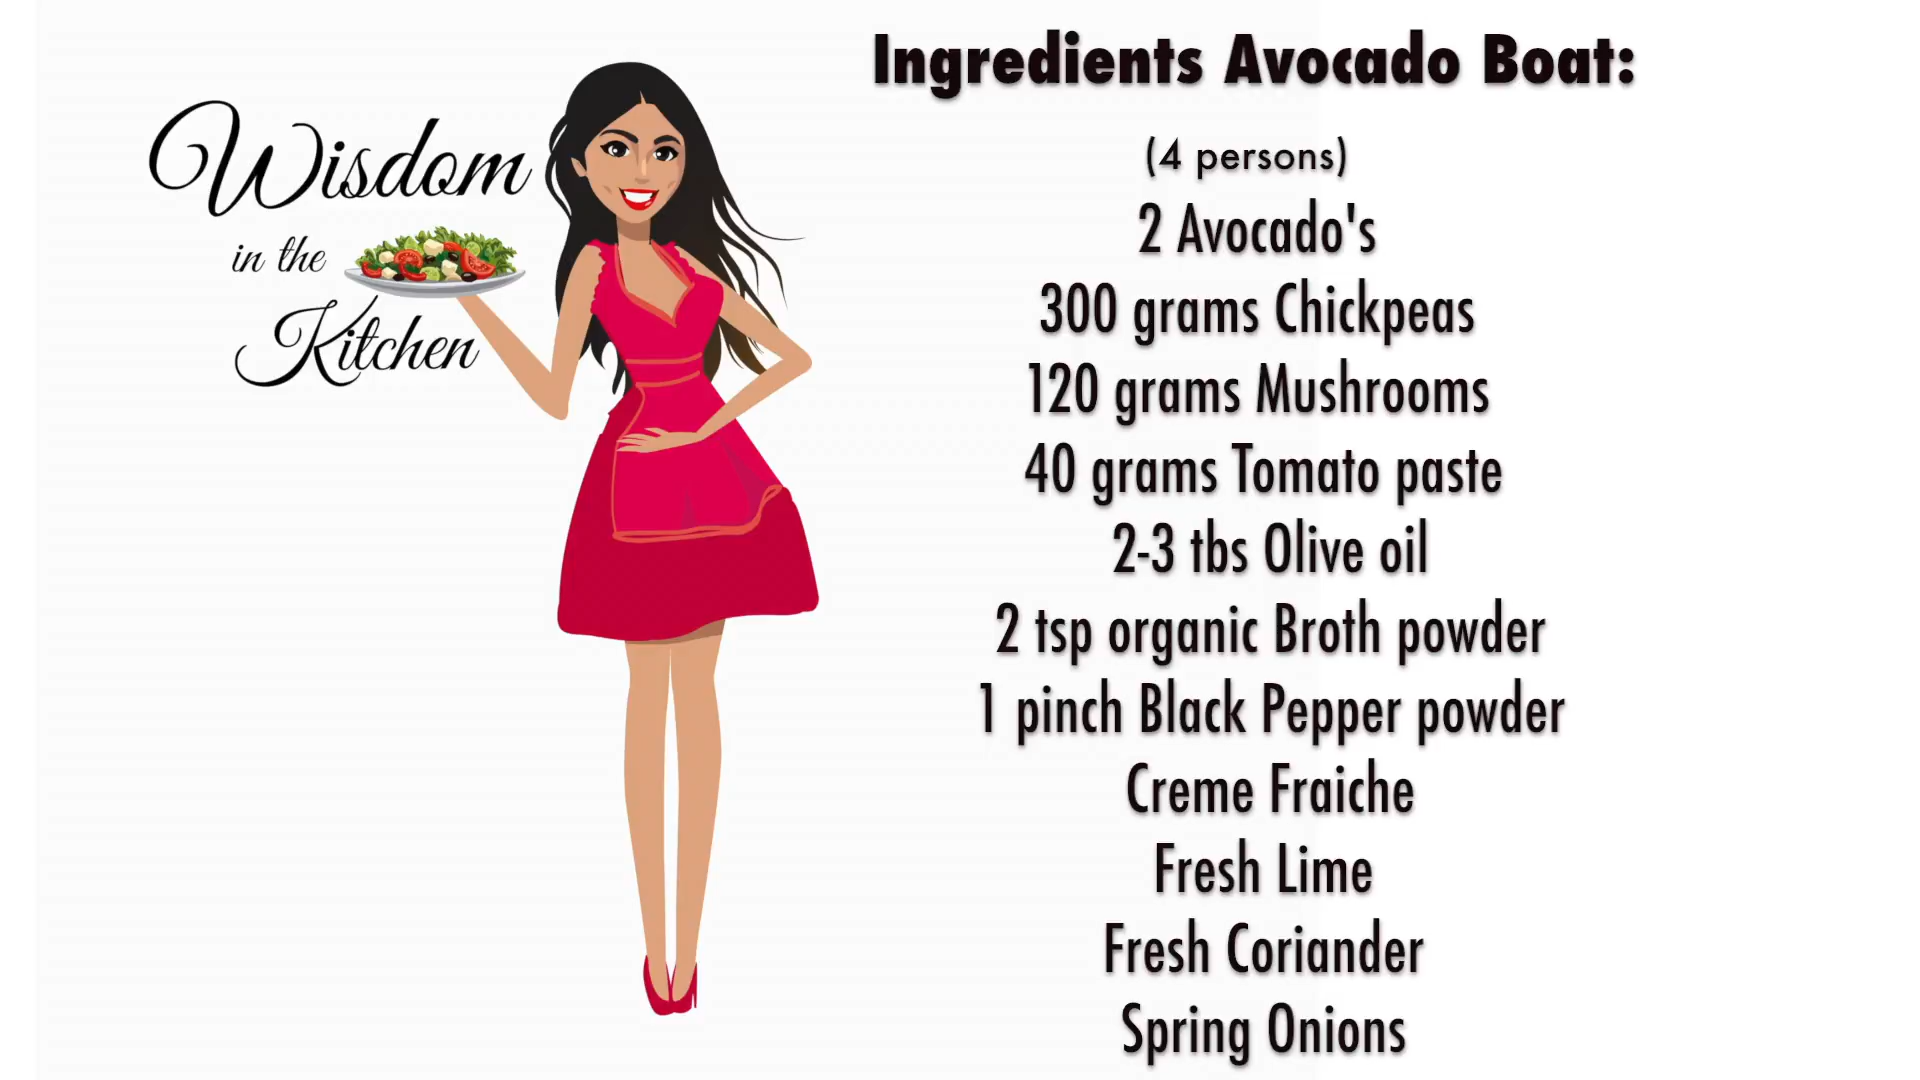 Wisdom
in the
Kitchen
Ingredients Avocado Boat:
(4 persons)
2 Avocado's
300 grams Chickpeas
120 grams Mushrooms
40 grams Tomato paste
2-3 tbs Olive oil
2 tsp organic Broth powder
1 pinch Black Pepper powder
Creme Fraiche
Fresh Lime
Fresh Coriander
Spring Onions